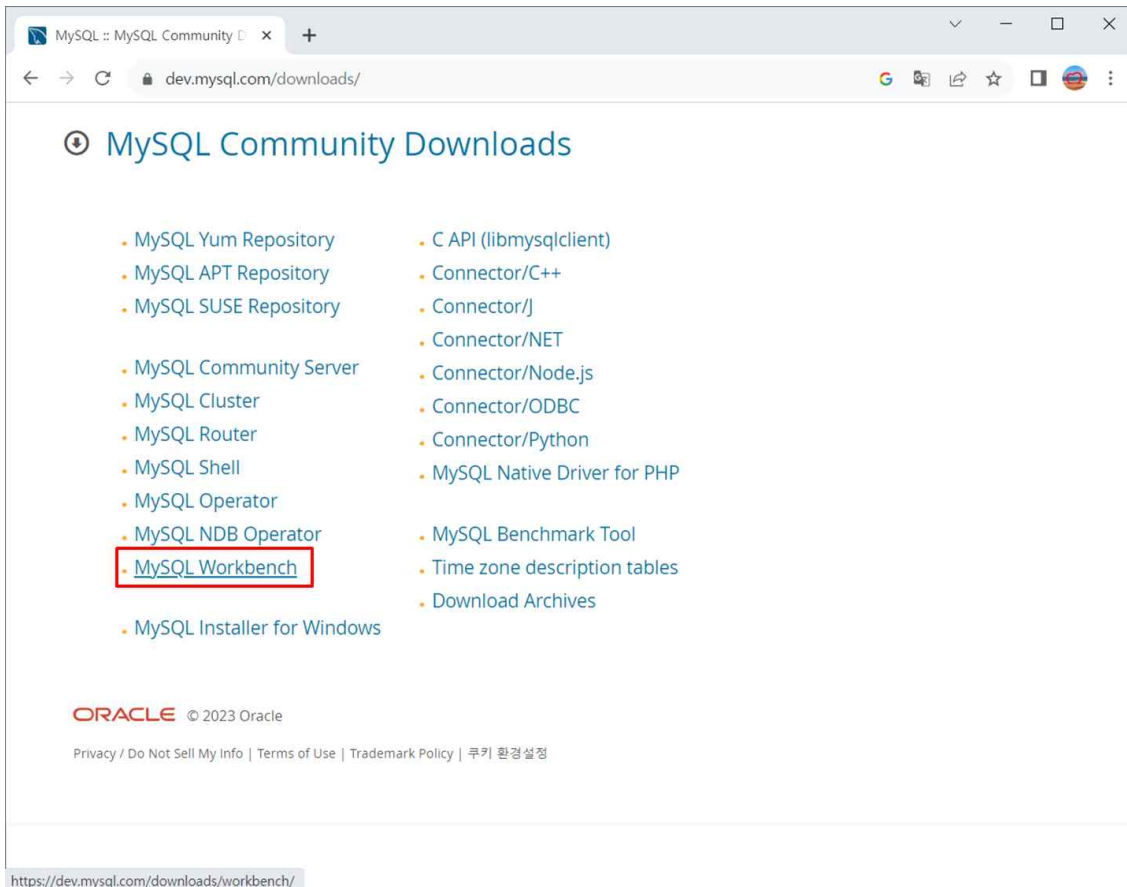 MySQL :: MySQL Community D
dev.mysql.com/downloads/
MySQL Community Downloads
MySQL Yum Repository
MySQL APT Repository
MySQL SUSE Repository
MySQL Community Server
MySQL Cluster
MySQL Router
MySQL Shell
MySQL Operator
MySQL NDB Operator
MySQL Workbench
MySQL Installer for Windows
C API (libmysqlclient)
Connector/C++
Connector/J
Connector/NET
Connector/Node.js
Connector/ODBC
Connector/Python
MySQL Native Driver for PHP
MySQL Benchmark Tool
Time zone description tables
Download Archives
ORACLE © 2023 Oracle
Privacy / Do Not Sell My Info | Terms of Use | Trademark Policy | 쿠키 환경설정
https://dev.mysql.com/downloads/workbench/